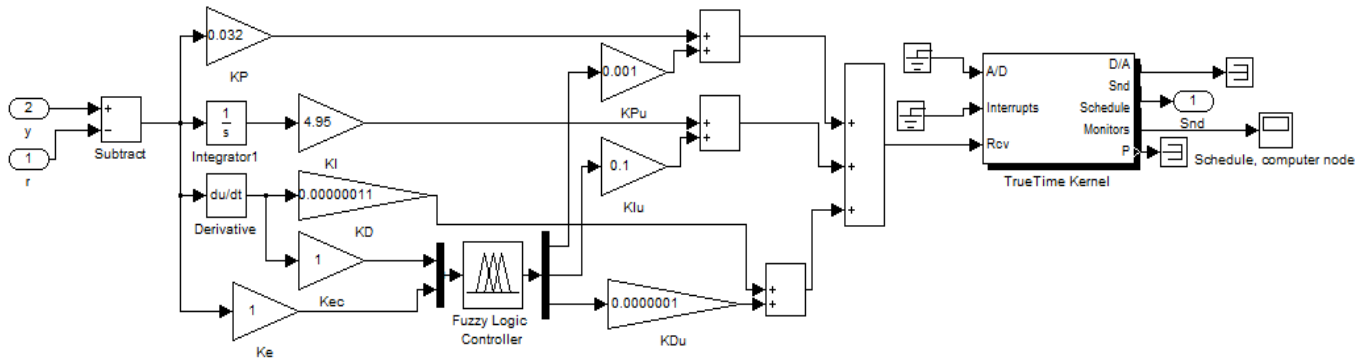 0.032
KP
2
y
1
r
+
−
Subtract
1
s
Integrator1
4.95
KI
du/dt
Derivative
0.00000011
KD
1
Kec
1
Ke
Fuzzy Logic
Controller
0.001
KPu
0.1
KIu
0.0000001
KDu
+
+
+
+
+
+
+
+
+
A/D
Interrupts
Rcv
D/A
Snd
Schedule
Monitors
P
TrueTime Kernel
1
Snd
Schedule, computer node